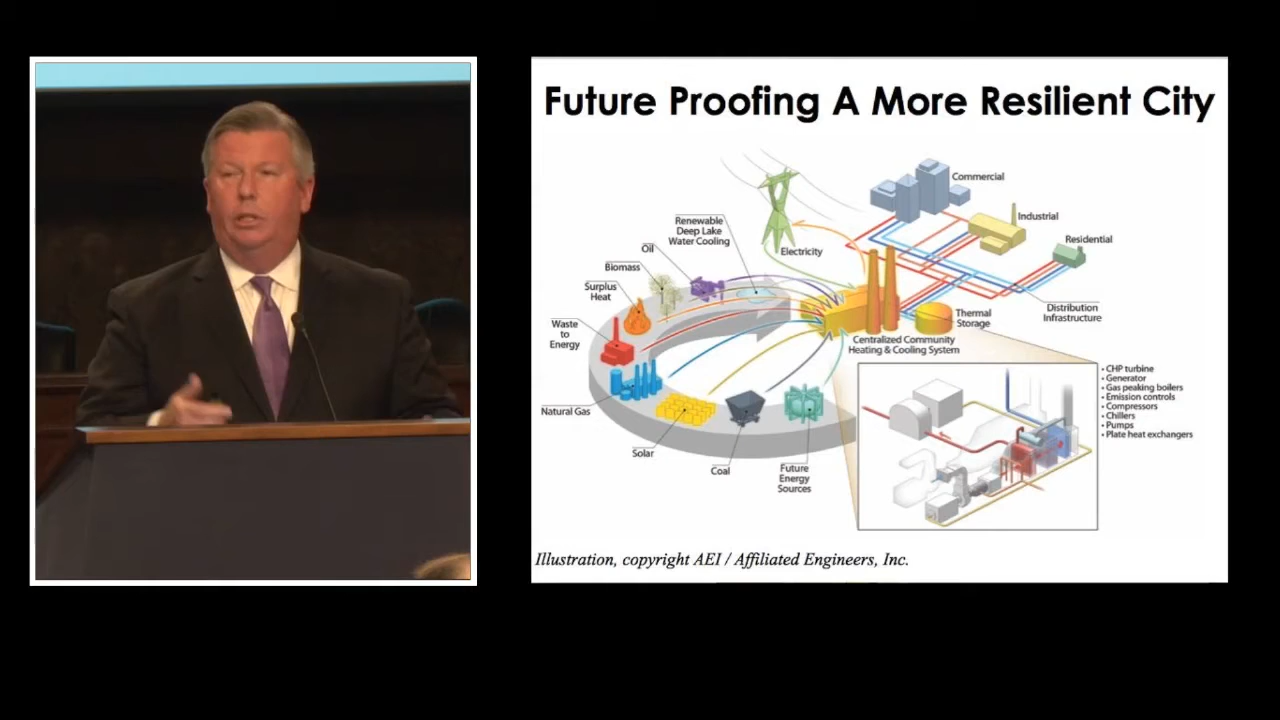 Future Proofing A More Resilient City
Commercial
Industrial
Residential
Renewable
Deep Lake
Water Cooling
Electricity
Oil
Biomass
Surplus
Heat
Waste
to
Energy
Natural Gas
Solar
Coal
Future
Energy
Sources
Distribution
Infrastructure
Thermal
Storage
Centralized Community
Heating & Cooling System
• CHP turbine
• Generator
• Gas peaking boilers
• Emission controls
• Compressors
• Chillers
• Pumps
• Plate heat exchangers
Illustration, copyright AEI / Affiliated Engineers, Inc.